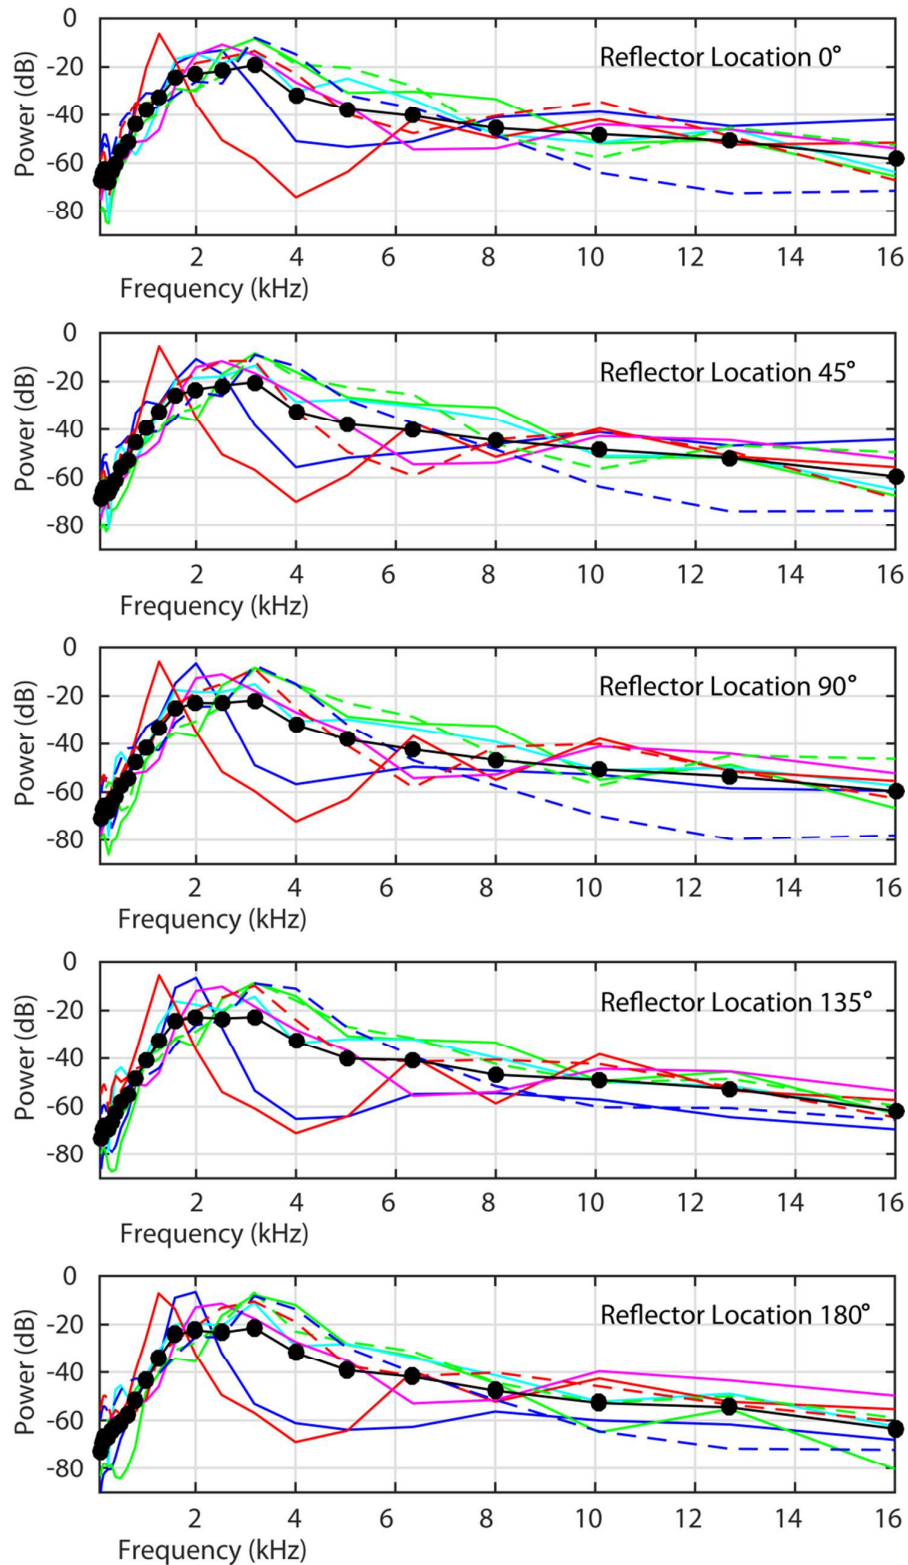 0
-20
-40
-60
-80
Power (dB)
Reflector Location 0°
2 4 6 8 10 12 14 16
Frequency (kHz)
0
-20
-40
-60
-80
Power (dB)
Reflector Location 45°
2 4 6 8 10 12 14 16
Frequency (kHz)
0
-20
-40
-60
-80
Power (dB)
Reflector Location 90°
2 4 6 8 10 12 14 16
Frequency (kHz)
0
-20
-40
-60
-80
Power (dB)
Reflector Location 135°
2 4 6 8 10 12 14 16
Frequency (kHz)
0
-20
-40
-60
-80
Power (dB)
Reflector Location 180°
2 4 6 8 10 12 14 16
Frequency (kHz)